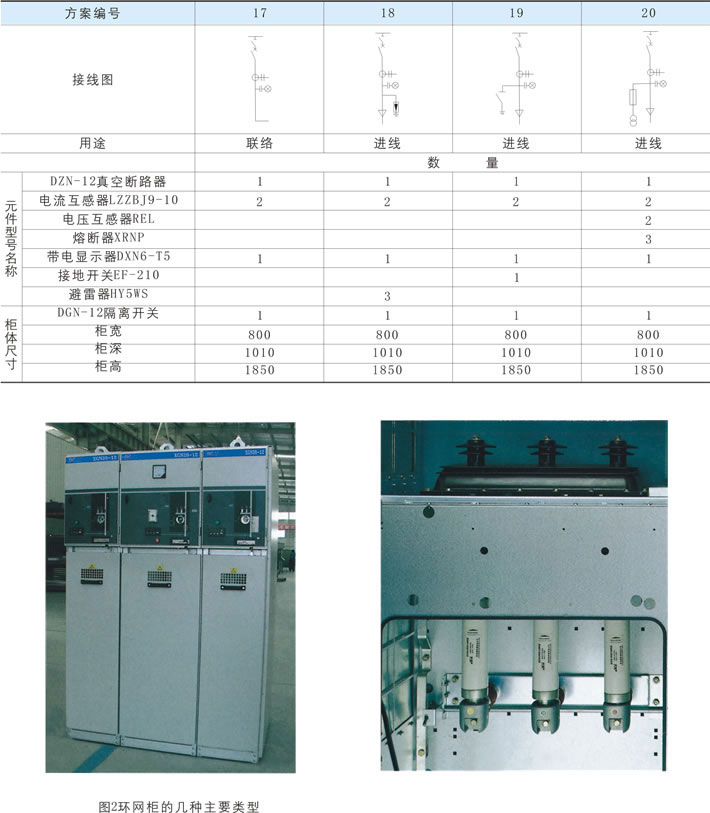 方案编号 17 18 19 20
接线图
用途 联络 进线 进线 进线
数 量
元件型号名称
DZN-12真空断路器 1 1 1 1
电流互感器LZZBJ9-10 2 2 2 2
电压互感器REL 2
熔断器XRNP 3
带电显示器DXN6-T5 1 1 1 1
接地开关EF-210 1
避雷器HY5WS 3
柜体尺寸
DGN-12隔离开关 1 1 1 1
柜宽 800 800 800 800
柜深 1010 1010 1010 1010
柜高 1850 1850 1850 1850
图2环网柜的几种主要类型